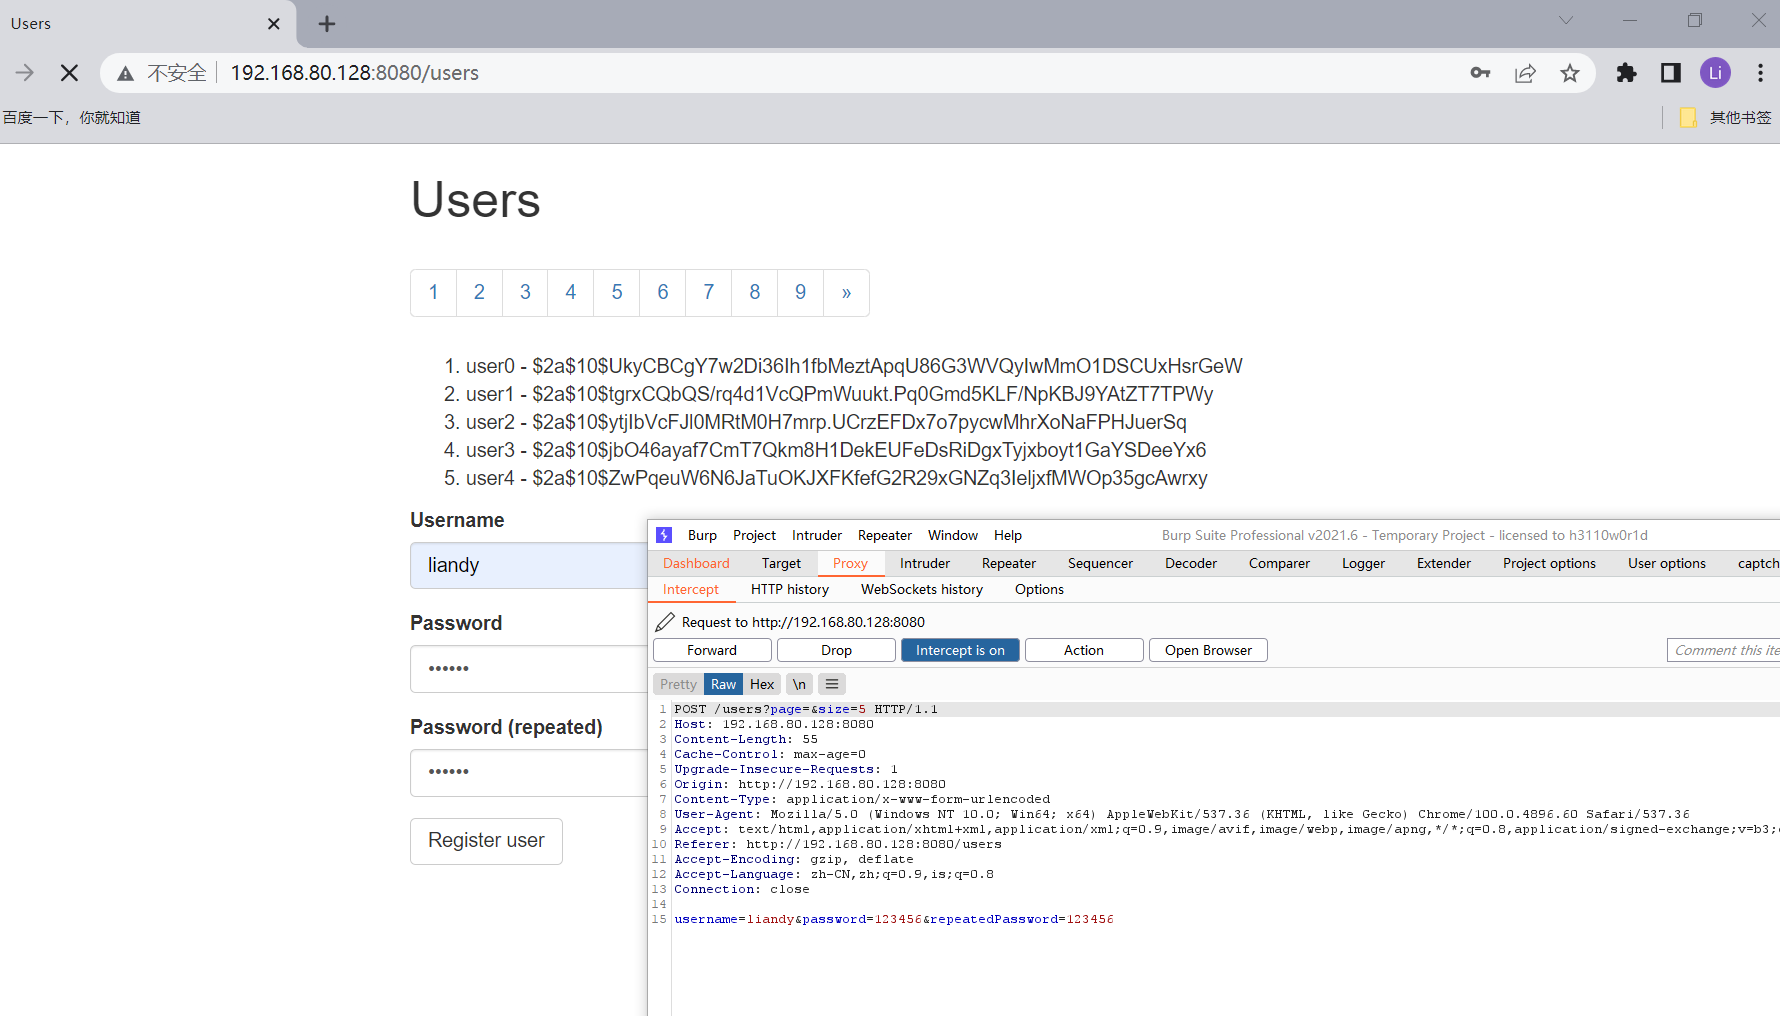 Users
不安全 192.168.80.128:8080/users
Li
百度一下，你就知道
其他书签
Users
1 2 3 4 5 6 7 8 9 »
1. user0 - $2a$10$UkyCBCgY7w2Di36Ih1fbMeztApqU86G3WVQyIwMmO1DSCUxHsrGeW
2. user1 - $2a$10$tgrxCQbQS/rq4d1VcQPmWuukt.Pq0Gmd5KLF/NpKBJ9YAtZT7TPWy
3. user2 - $2a$10$ytjIbVcFJl0MRtM0H7mrp.UCrzEFDx7o7pycwMhrXoNaFPHJuerSq
4. user3 - $2a$10$jbO46ayaf7CmT7Qkm8H1DekEUFeDsRiDgxTyjxboyt1GaYSDeeYx6
5. user4 - $2a$10$ZwPqeuW6N6JaTuOKJXFKfefG2R29xGNZq3IeljxfMWOp35gcAwrxy
Username
liandy
Password
••••••
Password (repeated)
••••••
Register user
Burp Project Intruder Repeater Window Help Burp Suite Professional v2021.6 - Temporary Project - licensed to h3110w0r1d
Dashboard Target Proxy Intruder Repeater Sequencer Decoder Comparer Logger Extender Project options User options captch
Intercept HTTP history WebSockets history Options
Request to http://192.168.80.128:8080
Forward Drop Intercept is on Action Open Browser Comment this ite
Pretty Raw Hex \n
1 POST /users?page=&size=5 HTTP/1.1
2 Host: 192.168.80.128:8080
3 Content-Length: 55
4 Cache-Control: max-age=0
5 Upgrade-Insecure-Requests: 1
6 Origin: http://192.168.80.128:8080
7 Content-Type: application/x-www-form-urlencoded
8 User-Agent: Mozilla/5.0 (Windows NT 10.0; Win64; x64) AppleWebKit/537.36 (KHTML, like Gecko) Chrome/100.0.4896.60 Safari/537.36
9 Accept: text/html,application/xhtml+xml,application/xml;q=0.9,image/avif,image/webp,image/apng,*/*;q=0.8,application/signed-exchange;v=b3;
10 Referer: http://192.168.80.128:8080/users
11 Accept-Encoding: gzip, deflate
12 Accept-Language: zh-CN,zh;q=0.9,is;q=0.8
13 Connection: close
14
15 username=liandy&password=123456&repeatedPassword=123456